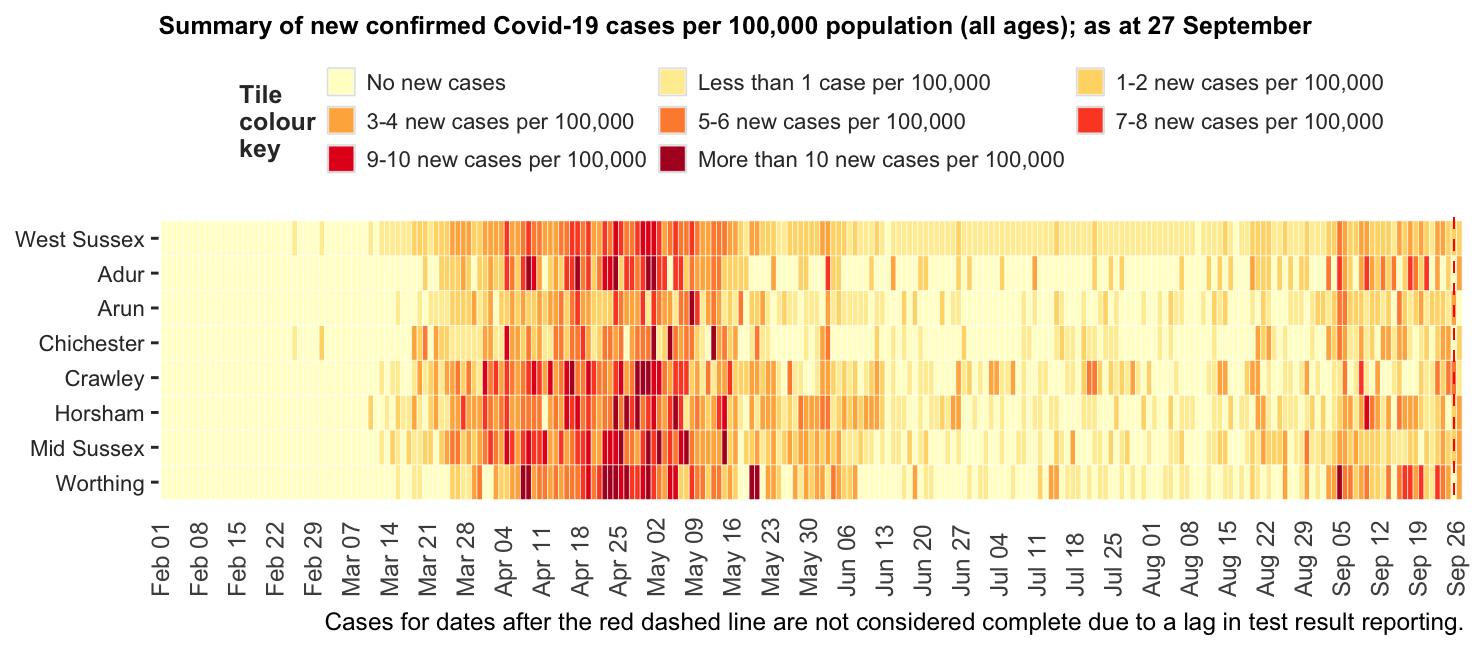 Summary of new confirmed Covid-19 cases per 100,000 population (all ages); as at 27 September
Tile
colour
key
No new cases
Less than 1 case per 100,000
1-2 new cases per 100,000
3-4 new cases per 100,000
5-6 new cases per 100,000
7-8 new cases per 100,000
9-10 new cases per 100,000
More than 10 new cases per 100,000
West Sussex
Adur
Arun
Chichester
Crawley
Horsham
Mid Sussex
Worthing
Feb 01
Feb 08
Feb 15
Feb 22
Feb 29
Mar 07
Mar 14
Mar 21
Mar 28
Apr 04
Apr 11
Apr 18
Apr 25
May 02
May 09
May 16
May 23
May 30
Jun 06
Jun 13
Jun 20
Jun 27
Jul 04
Jul 11
Jul 18
Jul 25
Aug 01
Aug 08
Aug 15
Aug 22
Aug 29
Sep 05
Sep 12
Sep 19
Sep 26
Cases for dates after the red dashed line are not considered complete due to a lag in test result reporting.